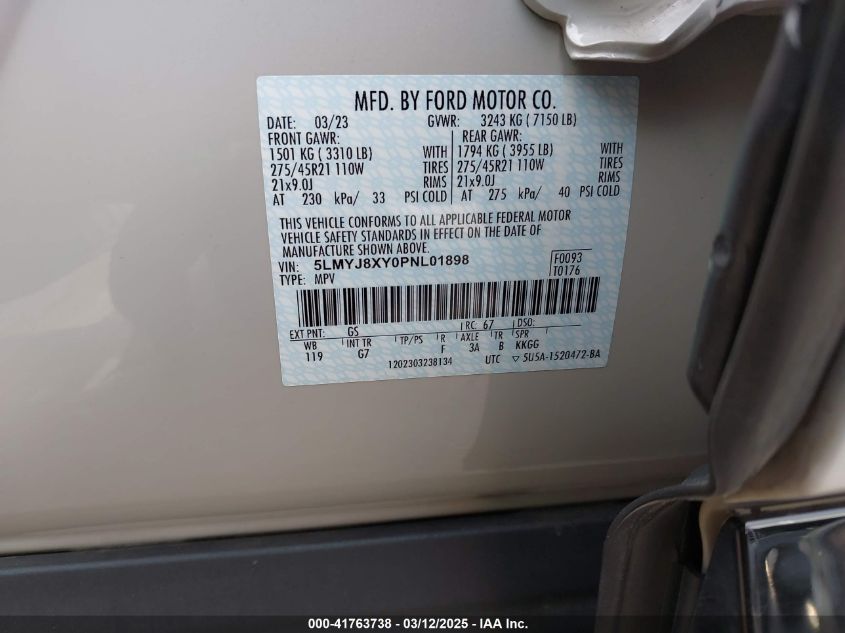 MFD. BY FORD MOTOR CO.
DATE: 03/23 GVWR: 3243 KG ( 7150 LB)
FRONT GAWR: REAR GAWR:
1501 KG ( 3310 LB) WITH 1794 KG ( 3955 LB) WITH
275/45R21 110W TIRES 275/45R21 110W TIRES
21x9.0J RIMS 21x9.0J RIMS
AT 230 kPa/ 33 PSI COLD AT 275 kPa/ 40 PSI COLD
THIS VEHICLE CONFORMS TO ALL APPLICABLE FEDERAL MOTOR
VEHICLE SAFETY STANDARDS IN EFFECT ON THE DATE OF
MANUFACTURE SHOWN ABOVE.
VIN: 5LMYJ8XY0PNL01898 F0093
TYPE: MPV T0176
EXT PNT: GS RC: 67 DSO:
WB INT TR TP/PS R AXLE TR SPR
119 G7 F 3A B KKGG
1202303238134 UTC ▽ 5U5A-1520472-BA
000-41763738 - 03/12/2025 - IAA Inc.